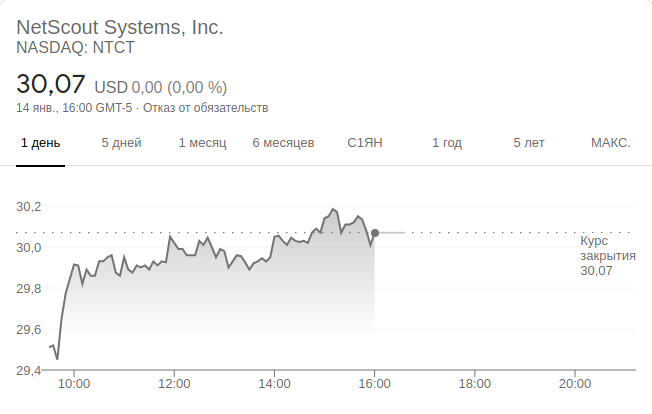 NetScout Systems, Inc.
NASDAQ: NTCT
30,07 USD 0,00 (0,00 %)
14 янв., 16:00 GMT-5 · Отказ от обязательств
1 день 5 дней 1 месяц 6 месяцев С1ЯН 1 год 5 лет МАКС.
30,2
30,0
29,8
29,6
29,4
Курс
закрытия
30,07
10:00 12:00 14:00 16:00 18:00 20:00